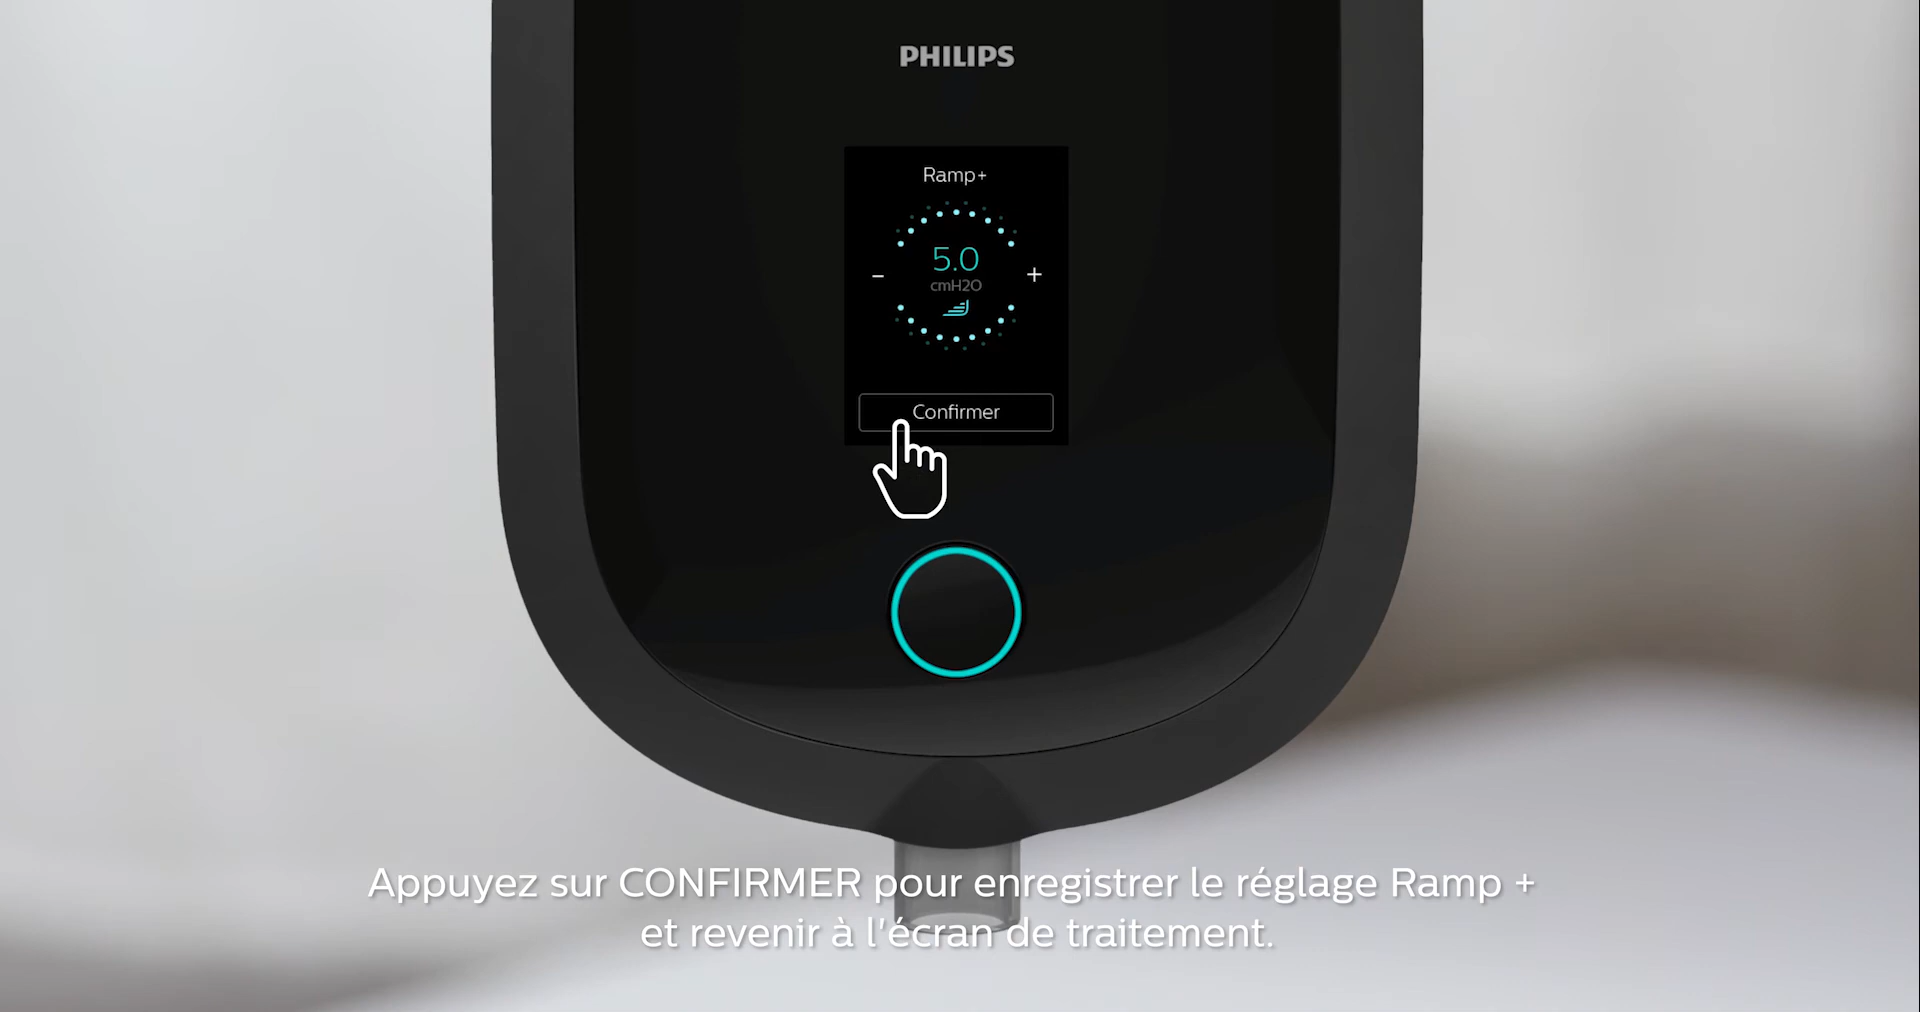 PHILIPS
Ramp+
5.0
− +
cmH2O
Confirmer
Appuyez sur CONFIRMER pour enregistrer le réglage Ramp +
et revenir à l'écran de traitement.